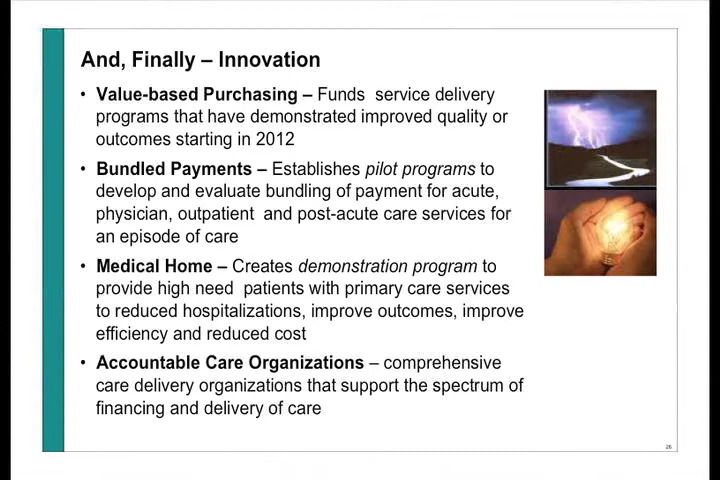 And, Finally – Innovation
• Value-based Purchasing – Funds service delivery
programs that have demonstrated improved quality or
outcomes starting in 2012
• Bundled Payments – Establishes pilot programs to
develop and evaluate bundling of payment for acute,
physician, outpatient and post-acute care services for
an episode of care
• Medical Home – Creates demonstration program to
provide high need patients with primary care services
to reduced hospitalizations, improve outcomes, improve
efficiency and reduced cost
• Accountable Care Organizations – comprehensive
care delivery organizations that support the spectrum of
financing and delivery of care
26